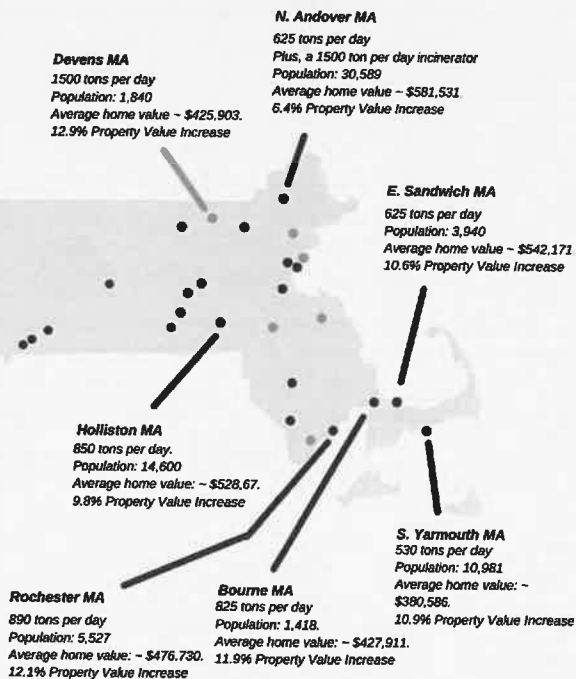 N. Andover MA
625 tons per day
Plus, a 1500 ton per day incinerator
Population: 30,589
Average home value ~ $581,531
6.4% Property Value Increase
Devens MA
1500 tons per day
Population: 1,840
Average home value ~ $425,903.
12.9% Property Value Increase
E. Sandwich MA
625 tons per day
Population: 3,940
Average home value ~ $542,171
10.6% Property Value Increase
Holliston MA
850 tons per day.
Population: 14,600
Average home value: ~ $528,67.
9.8% Property Value Increase
S. Yarmouth MA
530 tons per day
Population: 10,981
Average home value: ~
$380,586.
10.9% Property Value Increase
Rochester MA
890 tons per day
Population: 5,527
Average home value: ~ $476.730.
12.1% Property Value Increase
Bourne MA
825 tons per day
Population: 1,418.
Average home value: ~ $427,911.
11.9% Property Value Increase